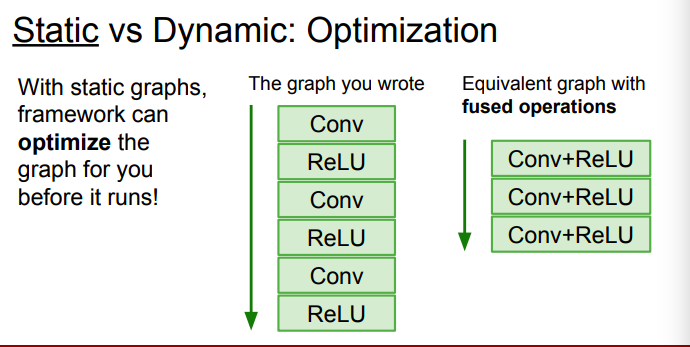 Static vs Dynamic: Optimization
With static graphs,
framework can
optimize the
graph for you
before it runs!
The graph you wrote
Conv
ReLU
Conv
ReLU
Conv
ReLU
Equivalent graph with
fused operations
Conv+ReLU
Conv+ReLU
Conv+ReLU